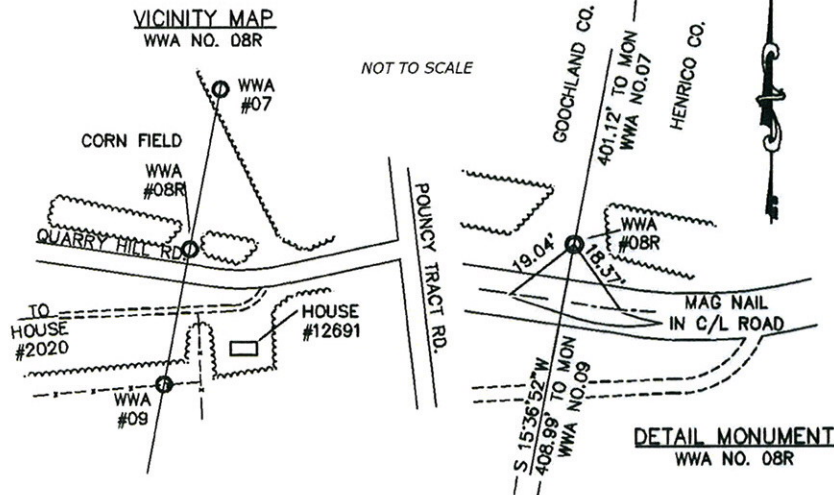 VICINITY MAP
WWA NO. 08R
NOT TO SCALE
WWA
#07
CORN FIELD
WWA
#08R
QUARRY HILL RD.
POUNCY TRACT RD.
TO
HOUSE
#2020
HOUSE
#12691
WWA
#09
GOOCHLAND CO.
401.12' TO MON
WWA NO.07
HENRICO CO.
WWA
#08R
19.04'
18.37'
MAG NAIL
IN C/L ROAD
S 15°36'52"W
408.99' TO MON
WWA NO.09
DETAIL MONUMENT
WWA NO. 08R